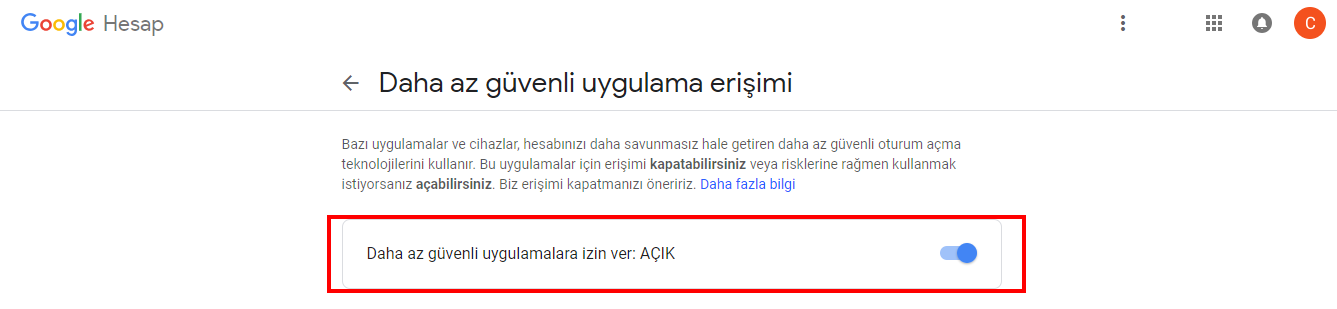 Google Hesap
C
Daha az güvenli uygulama erişimi
Bazı uygulamalar ve cihazlar, hesabınızı daha savunmasız hale getiren daha az güvenli oturum açma
teknolojilerini kullanır. Bu uygulamalar için erişimi kapatabilirsiniz veya risklerine rağmen kullanmak
istiyorsanız açabilirsiniz. Biz erişimi kapatmanızı öneririz. Daha fazla bilgi
Daha az güvenli uygulamalara izin ver: AÇIK